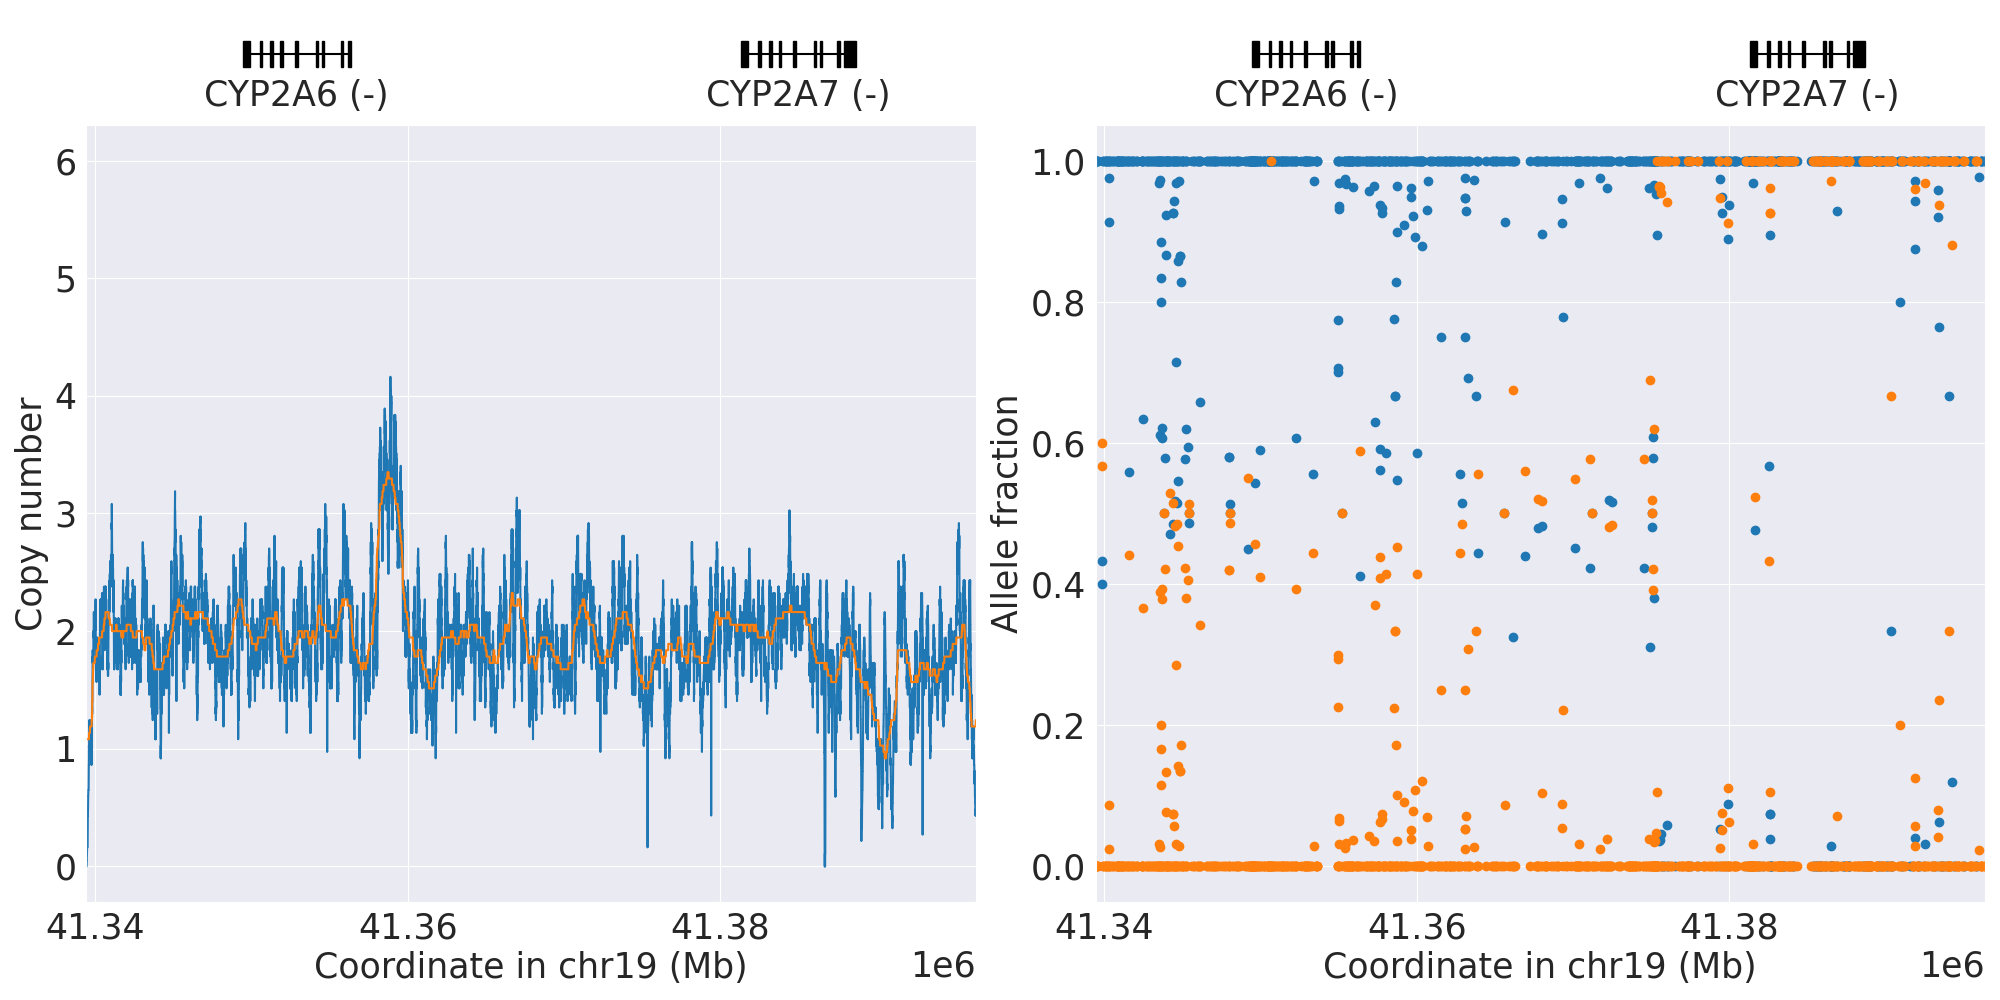 CYP2A6 (-)
CYP2A7 (-)
6
5
4
3
2
1
0
Copy number
41.34
41.36
41.38
Coordinate in chr19 (Mb)
1e6
CYP2A6 (-)
CYP2A7 (-)
1.0
0.8
0.6
0.4
0.2
0.0
Allele fraction
41.34
41.36
41.38
Coordinate in chr19 (Mb)
1e6